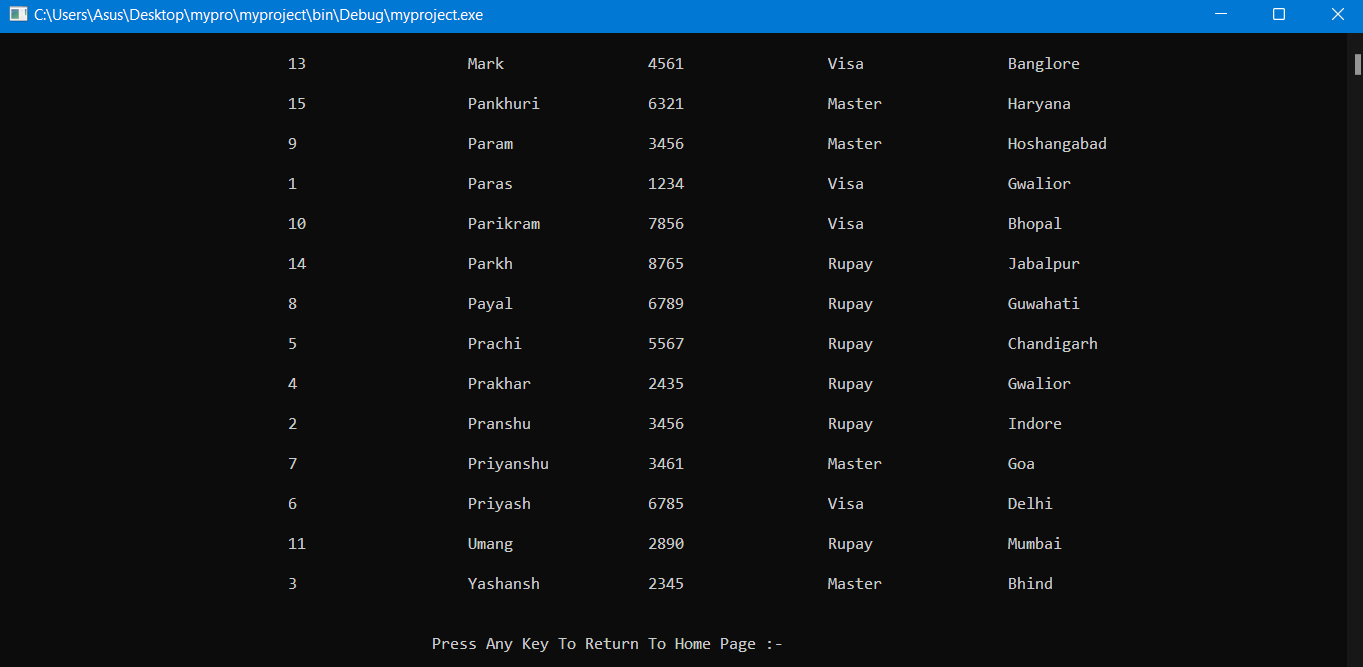 C:\Users\Asus\Desktop\mypro\myproject\bin\Debug\myproject.exe
13 Mark 4561 Visa Banglore
15 Pankhuri 6321 Master Haryana
9 Param 3456 Master Hoshangabad
1 Paras 1234 Visa Gwalior
10 Parikram 7856 Visa Bhopal
14 Parkh 8765 Rupay Jabalpur
8 Payal 6789 Rupay Guwahati
5 Prachi 5567 Rupay Chandigarh
4 Prakhar 2435 Rupay Gwalior
2 Pranshu 3456 Rupay Indore
7 Priyanshu 3461 Master Goa
6 Priyash 6785 Visa Delhi
11 Umang 2890 Rupay Mumbai
3 Yashansh 2345 Master Bhind
Press Any Key To Return To Home Page :-